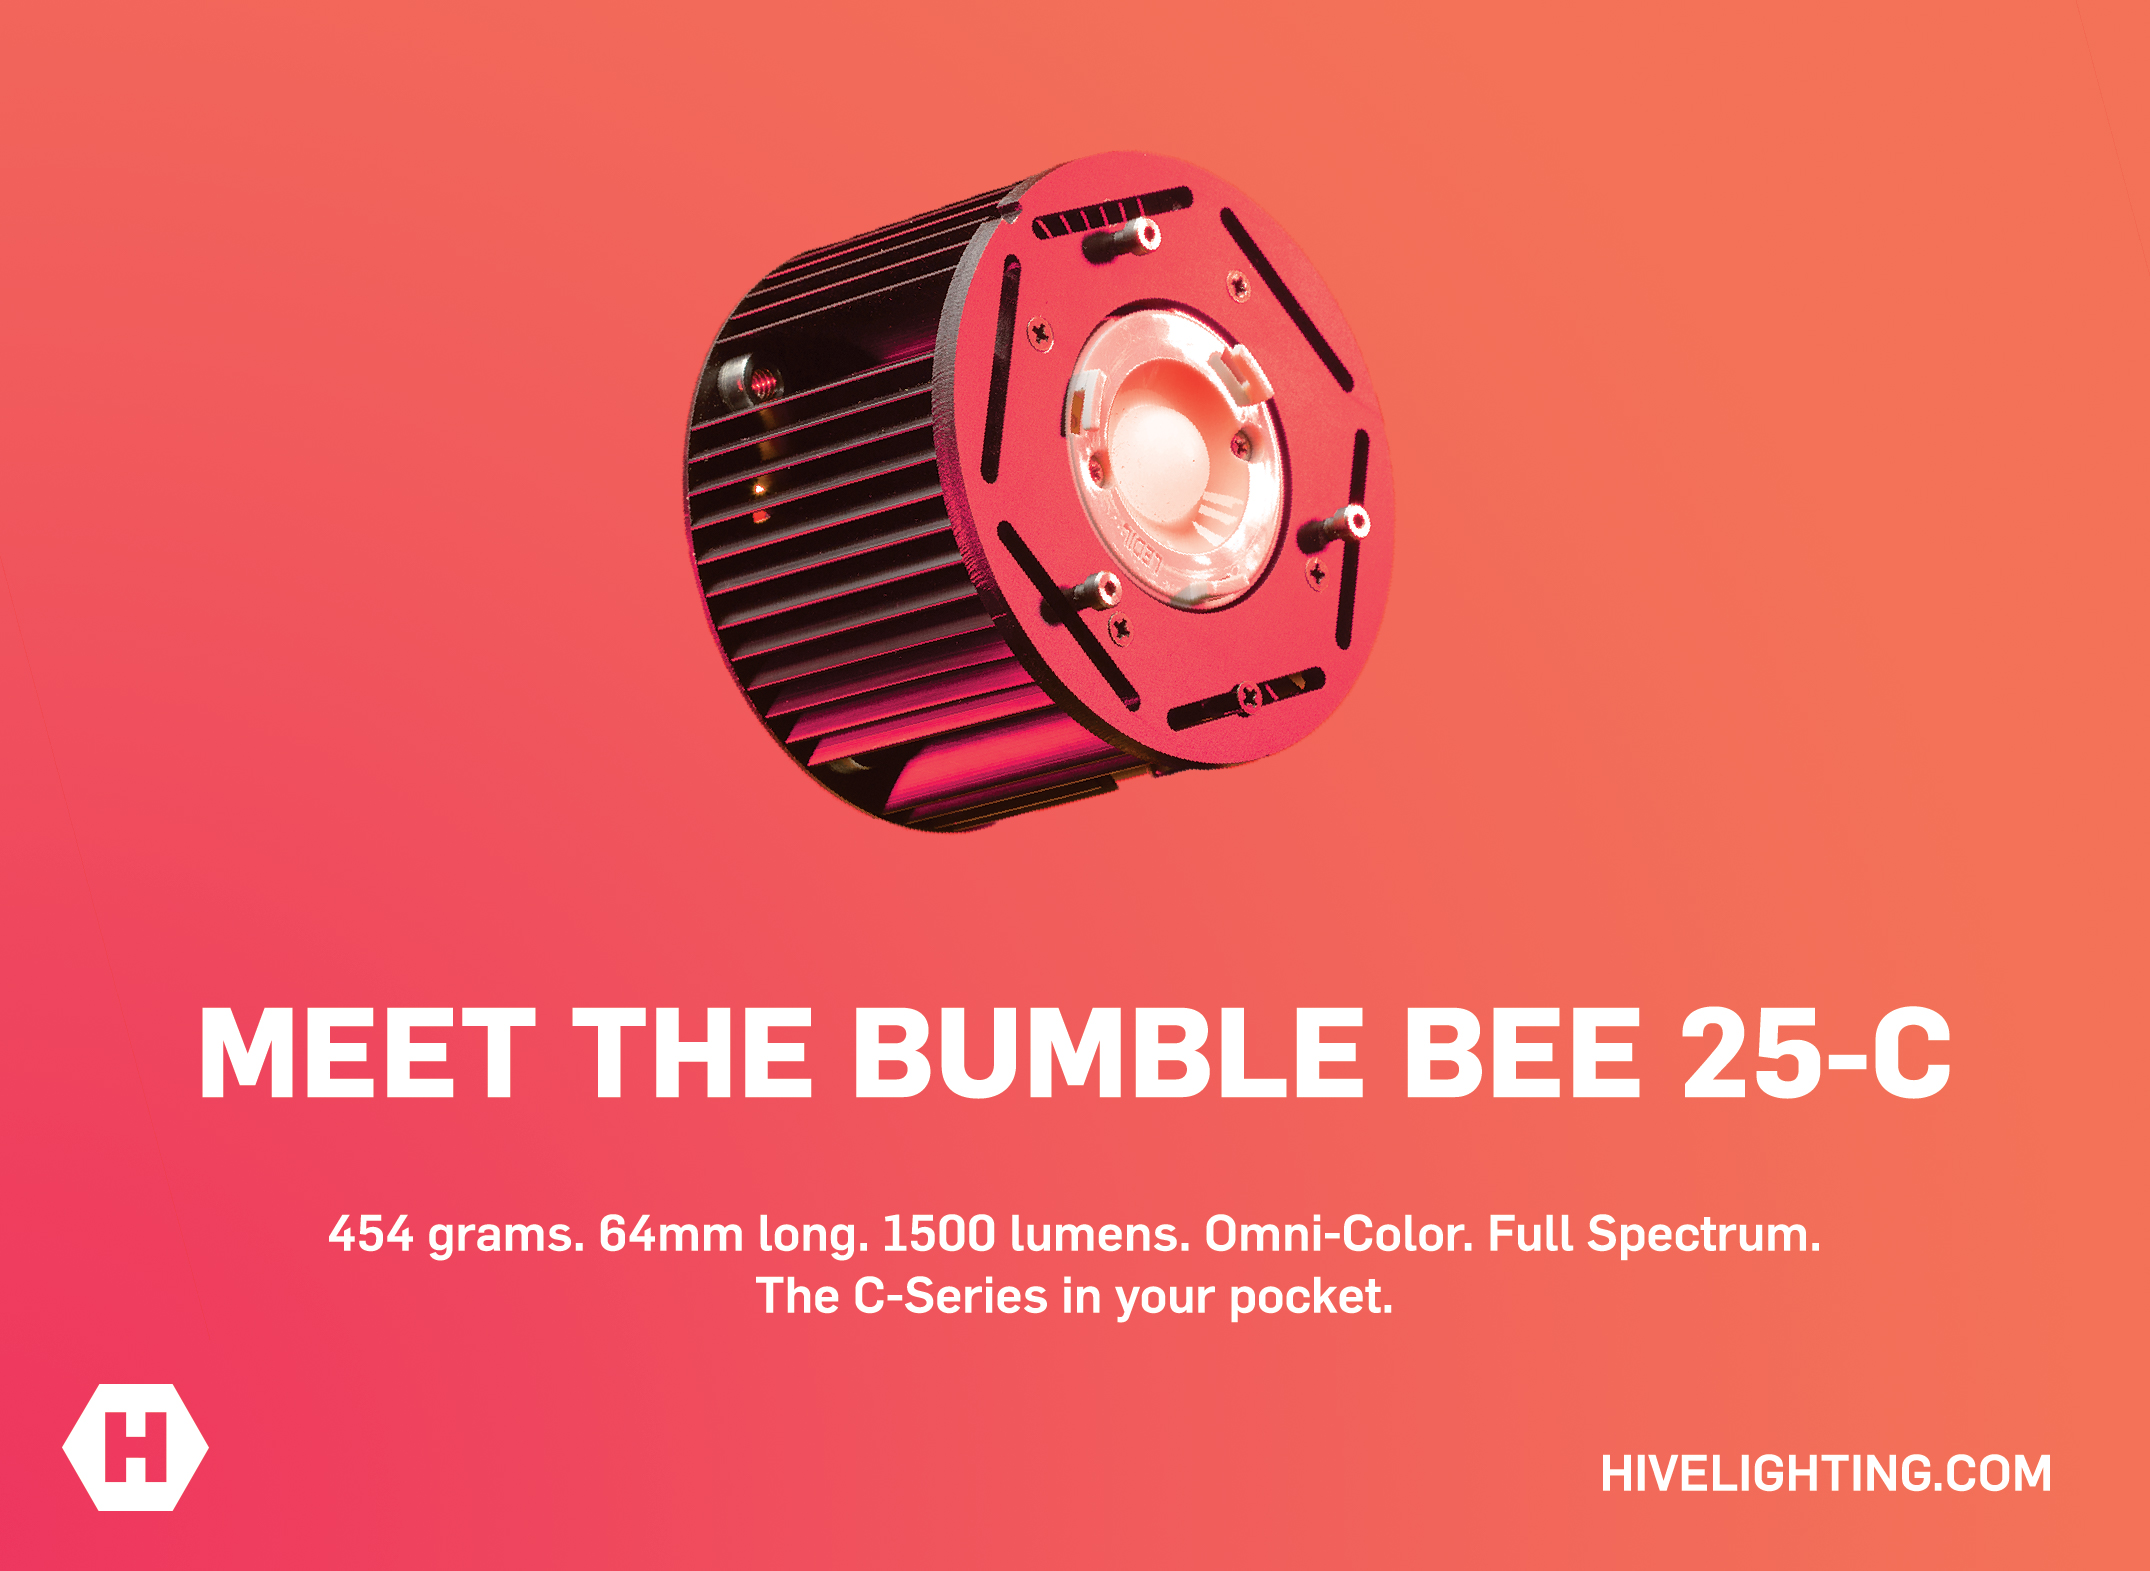 LEDiL
MEET THE BUMBLE BEE 25-C
454 grams. 64mm long. 1500 lumens. Omni-Color. Full Spectrum.
The C-Series in your pocket.
H
HIVELIGHTING.COM